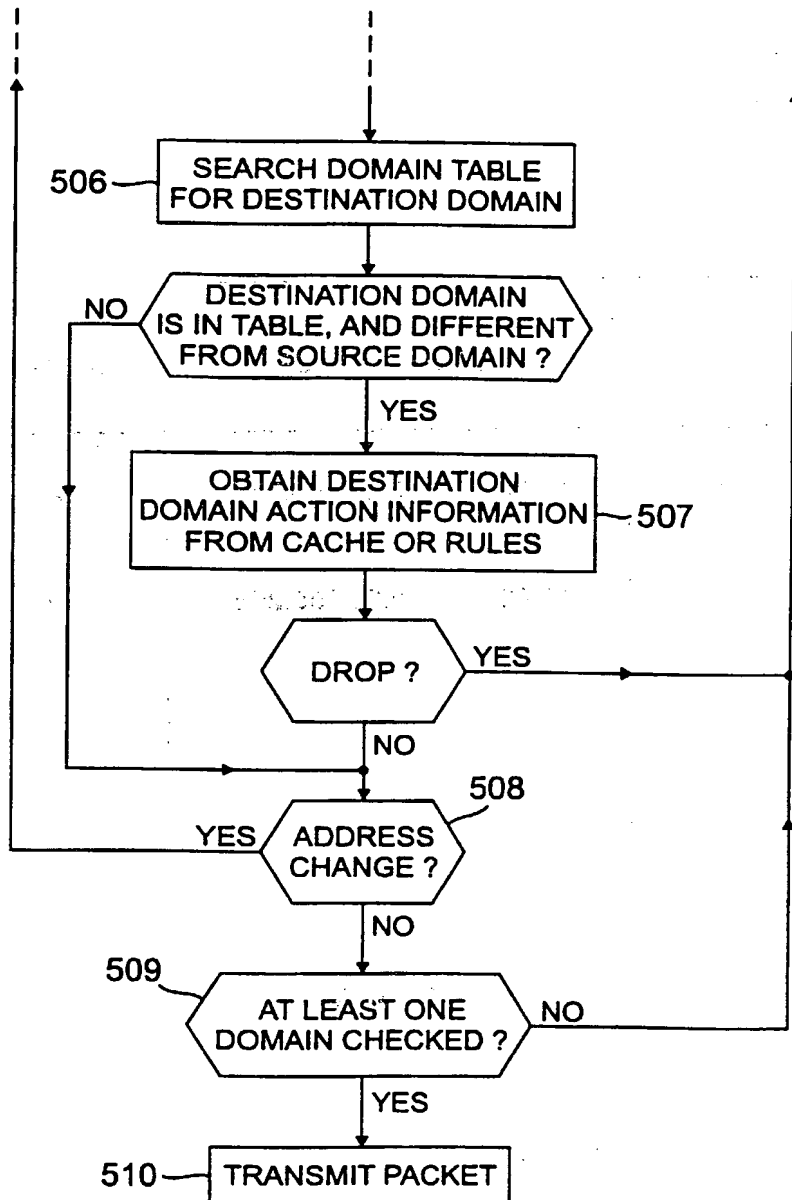 506
SEARCH DOMAIN TABLE
FOR DESTINATION DOMAIN
DESTINATION DOMAIN
IS IN TABLE, AND DIFFERENT
FROM SOURCE DOMAIN ?
NO
YES
OBTAIN DESTINATION
DOMAIN ACTION INFORMATION
FROM CACHE OR RULES
507
DROP ?
YES
NO
508
YES
ADDRESS
CHANGE ?
NO
509
AT LEAST ONE
DOMAIN CHECKED ?
NO
YES
510
TRANSMIT PACKET